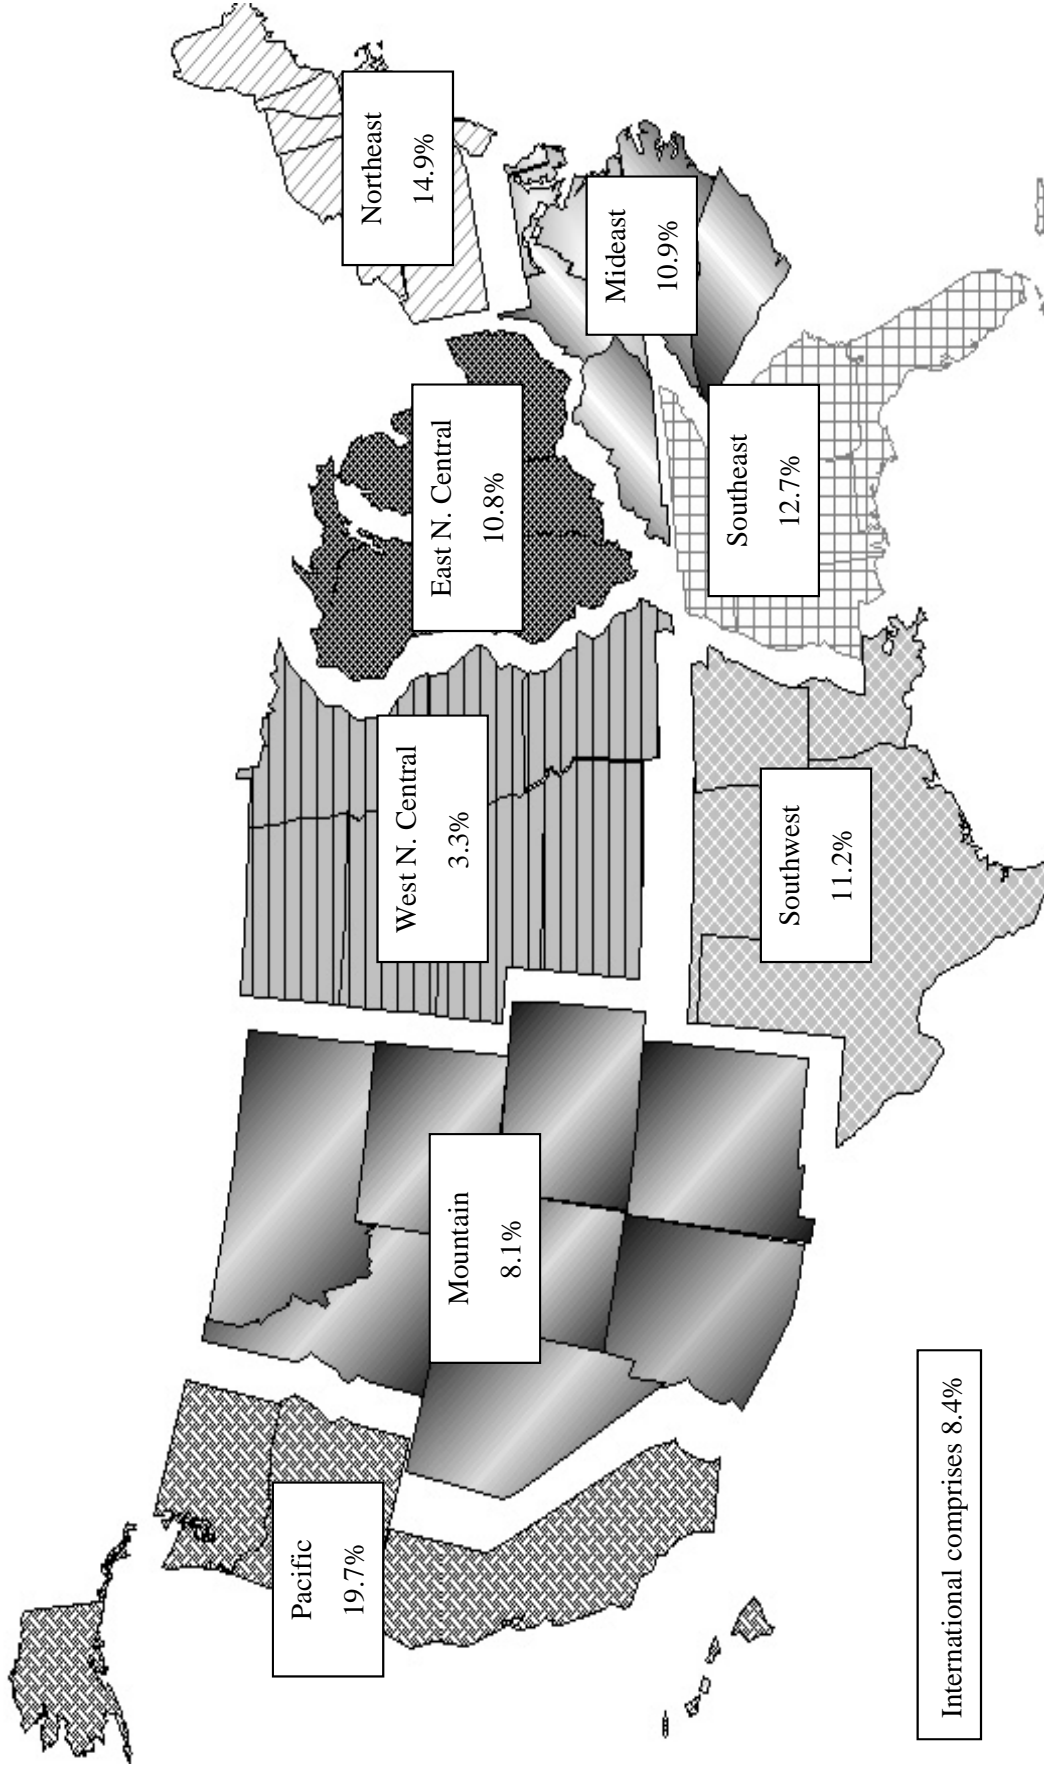 Pacific
19.7%
Mountain
8.1%
West N. Central
3.3%
East N. Central
10.8%
Northeast
14.9%
Mideast
10.9%
Southeast
12.7%
Southwest
11.2%
International comprises 8.4%